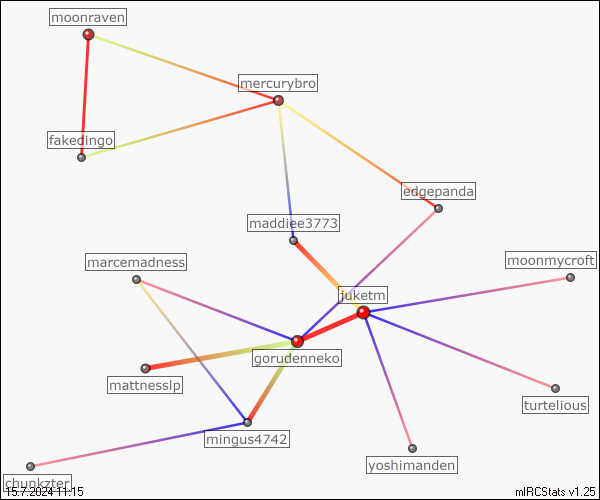 moonraven
mercurybro
fakedingo
edgepanda
maddiee3773
marcemadness
moonmycroft
juketm
gorudenneko
mattnesslp
turtelious
mingus4742
yoshimanden
chunkzter
15.7.2024 11:15
mIRCStats v1.25